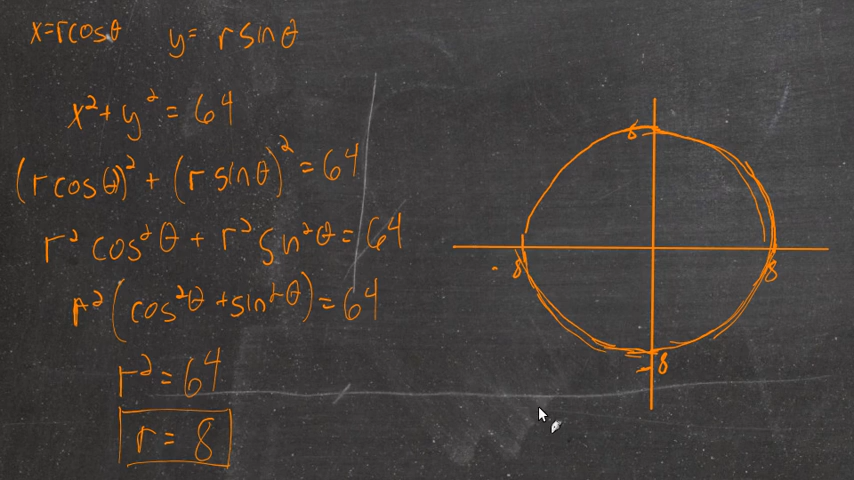 x=rcosθ y= rsinθ
x²+y²=64
(rcosθ)²+(rsinθ)²=64
r²cos²θ+r²sin²θ=64
r²(cos²θ+sin²θ)=64
r²=64
r=8
8
-8 8
-8